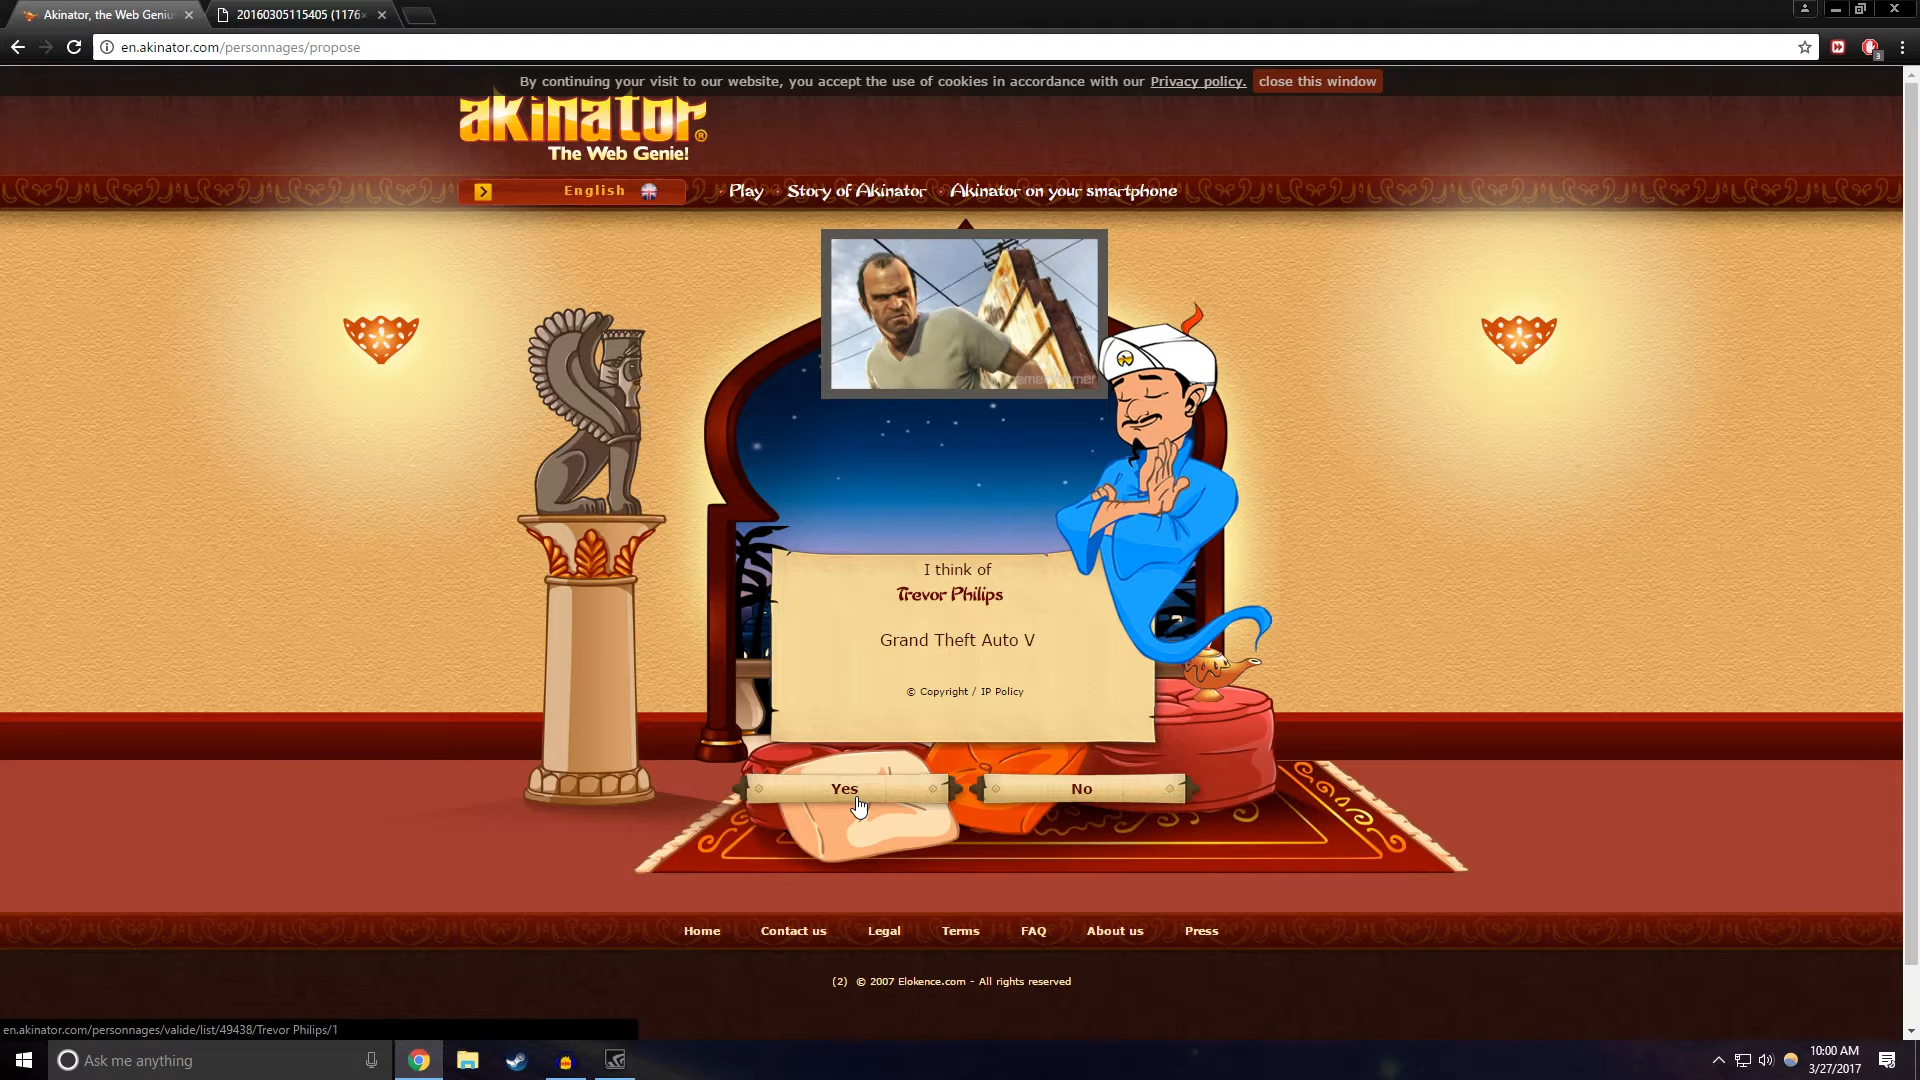 Akinator, the Web Genie
20160305115405 (1176×
en.akinator.com/personnages/propose
3
By continuing your visit to our website, you accept the use of cookies in accordance with our Privacy policy. close this window
akinator®
The Web Genie!
English
Play
Story of Akinator
Akinator on your smartphone
I think of
Trevor Philips
Grand Theft Auto V
© Copyright / IP Policy
Yes
No
Home Contact us Legal Terms FAQ About us Press
(2) © 2007 Elokence.com - All rights reserved
en.akinator.com/personnages/valide/list/49438/Trevor Philips/1
Ask me anything
10:00 AM
3/27/2017